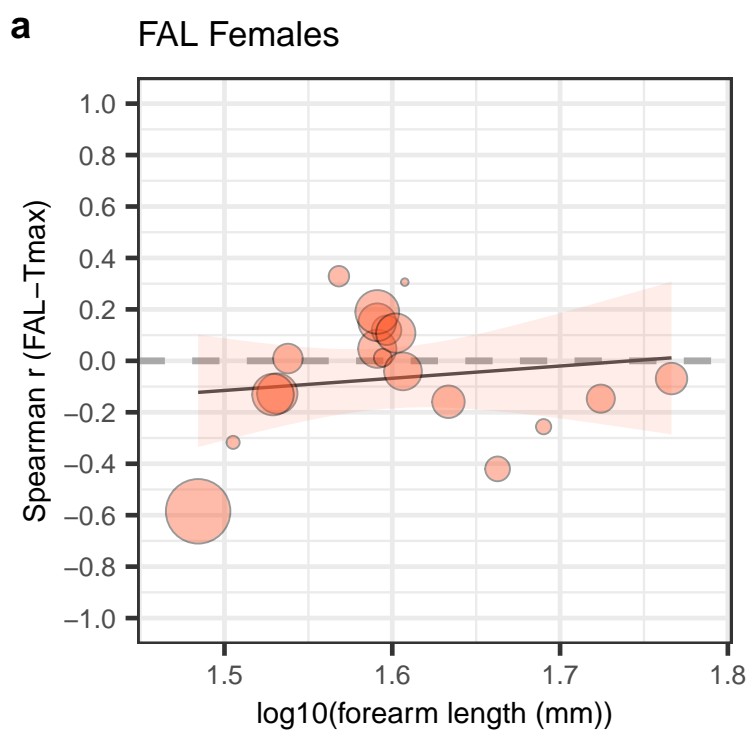 a
FAL Females
Spearman r (FAL−Tmax)
1.0
0.8
0.6
0.4
0.2
0.0
−0.2
−0.4
−0.6
−0.8
−1.0
1.5 1.6 1.7 1.8
log10(forearm length (mm))